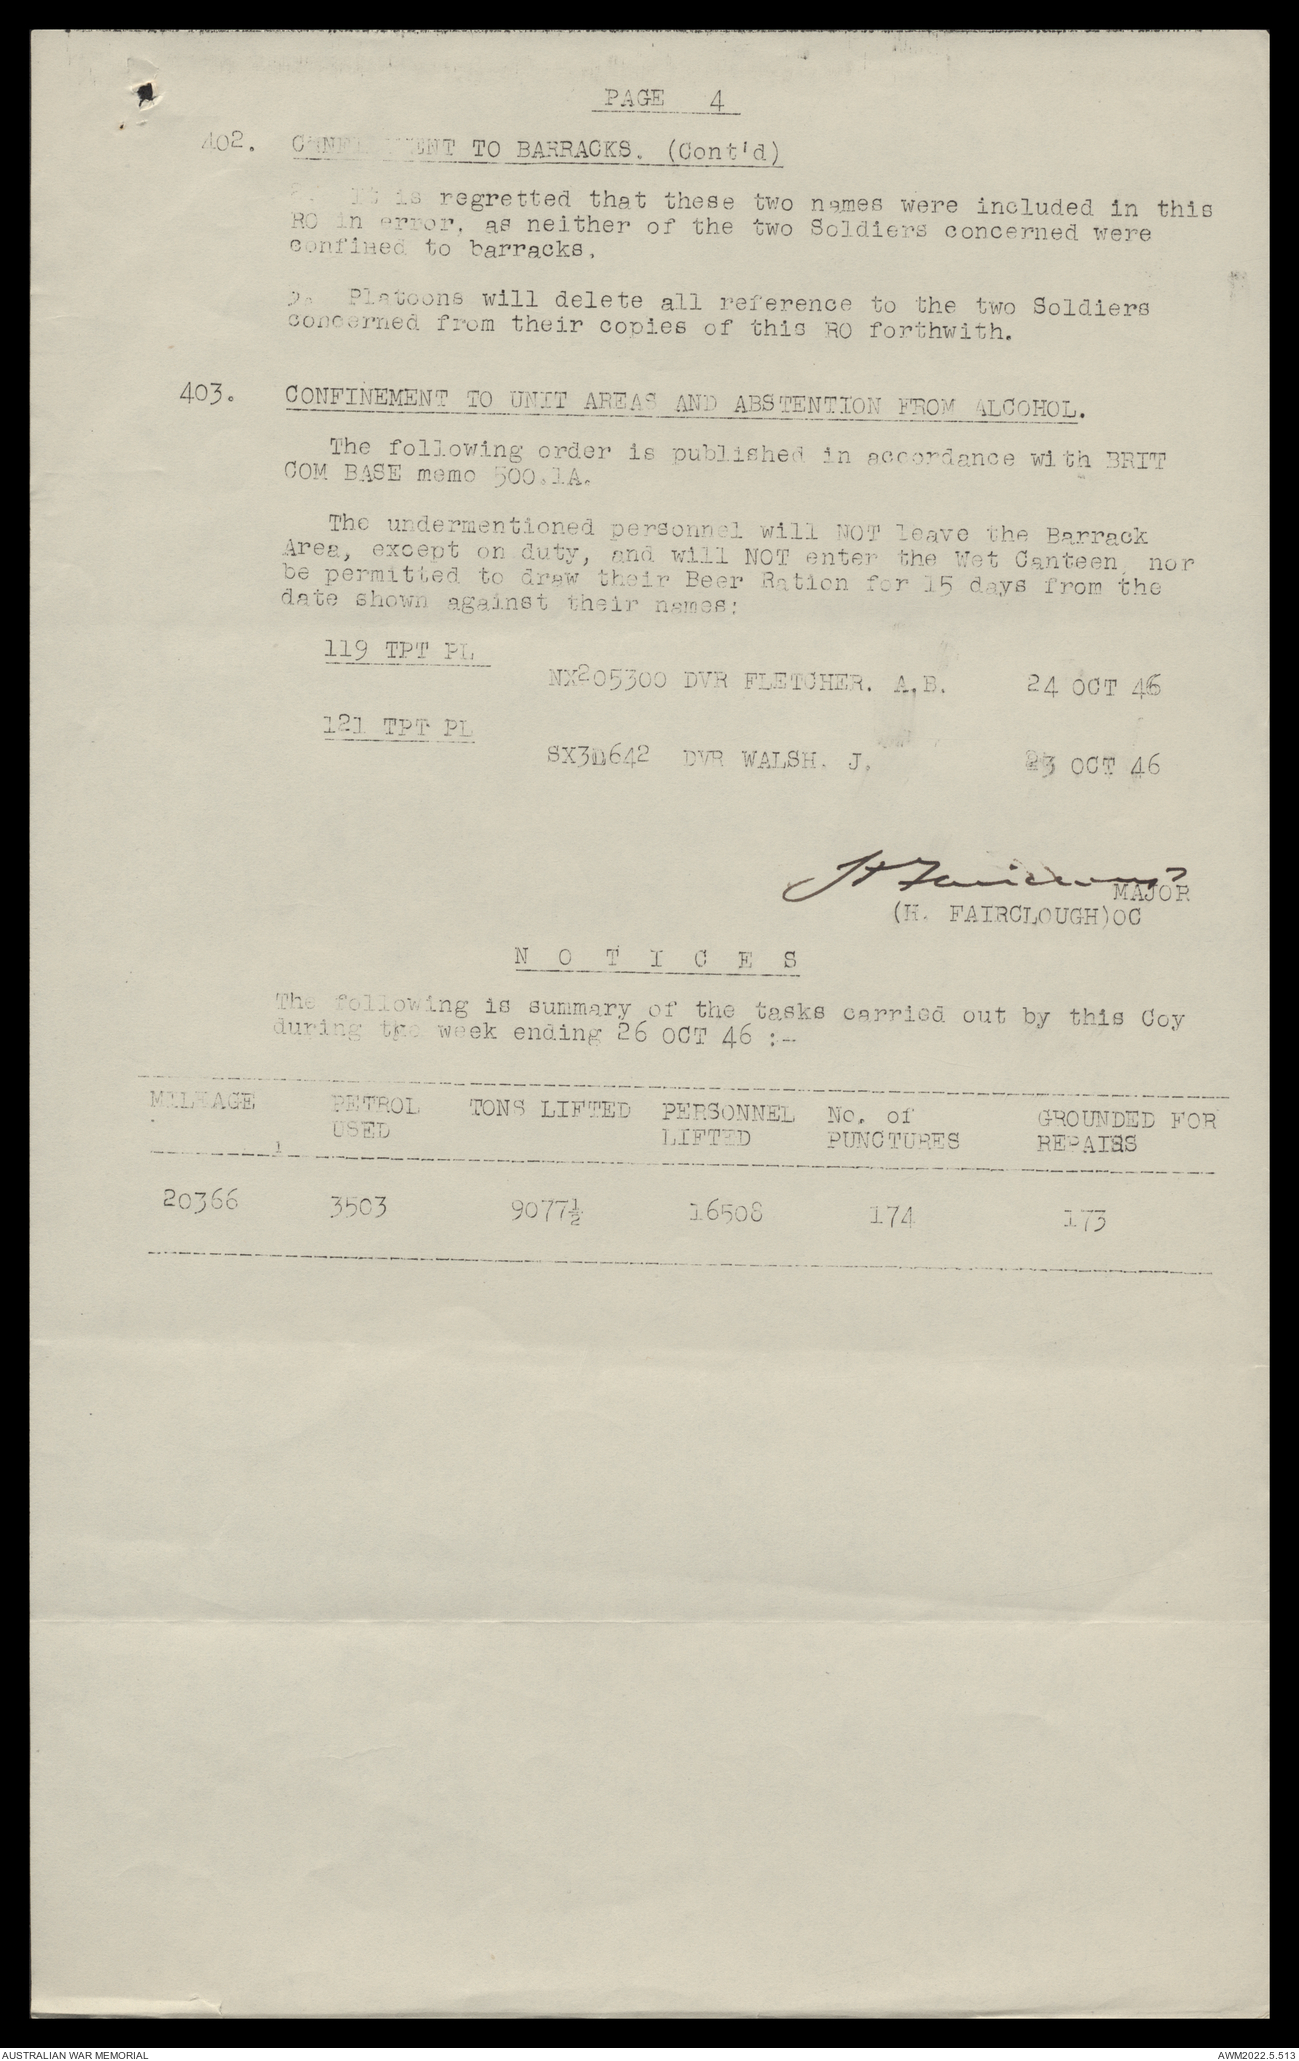 PAGE 4
402. CONFINEMENT TO BARRACKS. (Cont'd)
It is regretted that these two names were included in this
RO in error, as neither of the two Soldiers concerned were
confined to barracks.
Platoons will delete all reference to the two Soldiers
concerned from their copies of this RO forthwith.
403. CONFINEMENT TO UNIT AREAS AND ABSTENTION FROM ALCOHOL.
The following order is published in accordance with BRIT
COM BASE memo 500.1A.
The undermentioned personnel will NOT leave the Barrack
Area, except on duty, and will NOT enter the Wet Canteen, nor
be permitted to draw their Beer Ration for 15 days from the
date shown against their names:
119 TPT PL
NX205300 DVR FLETCHER. A.B. 24 OCT 46
121 TPT PL
DVR WALSH. J. 23 OCT 46
H Fairclough
MAJOR
(H. FAIRCLOUGH)OC
N O T I C E S
The following is summary of the tasks carried out by this Coy
during the week ending 26 OCT 46 :-
MILEAGE PETROL TONS LIFTED PERSONNEL No. of GROUNDED FOR
USED LIFTED PUNCTURES REPAIRS
20366 3503 9077½ 16508 174 173
AUSTRALIAN WAR MEMORIAL
AWM2022.5.513